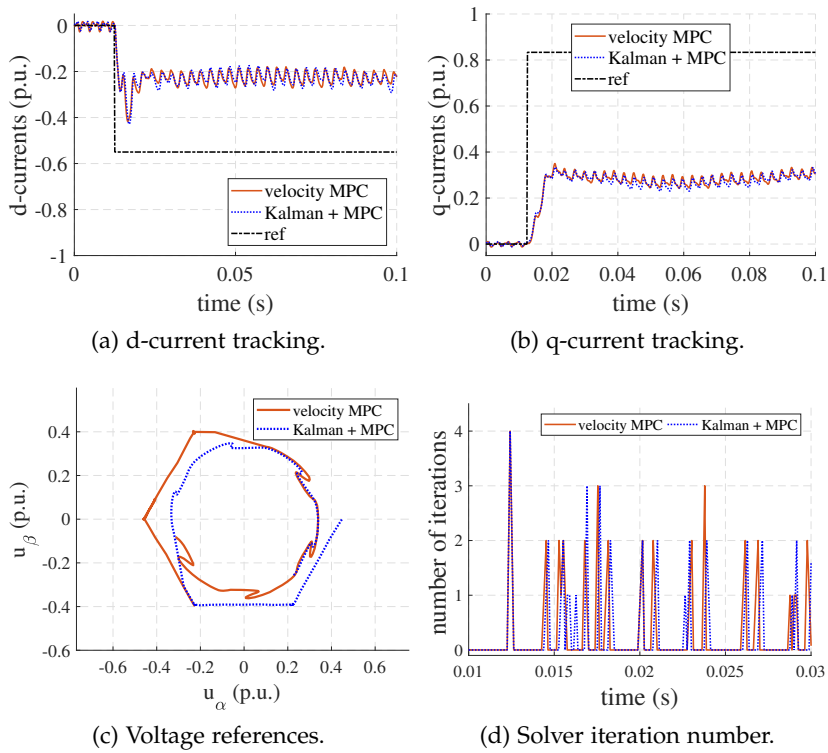 0
-0.2
-0.4
-0.6
-0.8
-1
d-currents (p.u.)
velocity MPC
Kalman + MPC
ref
0
0.05
0.1
time (s)
(a) d-current tracking.
1
0.8
0.6
0.4
0.2
0
q-currents (p.u.)
velocity MPC
Kalman + MPC
ref
0
0.02
0.04
0.06
0.08
0.1
time (s)
(b) q-current tracking.
0.6
0.4
0.2
0
-0.2
-0.4
-0.6
u_β (p.u.)
velocity MPC
Kalman + MPC
-0.6
-0.4
-0.2
0
0.2
0.4
0.6
u_α (p.u.)
(c) Voltage references.
4
3
2
1
0
number of iterations
velocity MPC
Kalman + MPC
0.01
0.015
0.02
0.025
0.03
time (s)
(d) Solver iteration number.